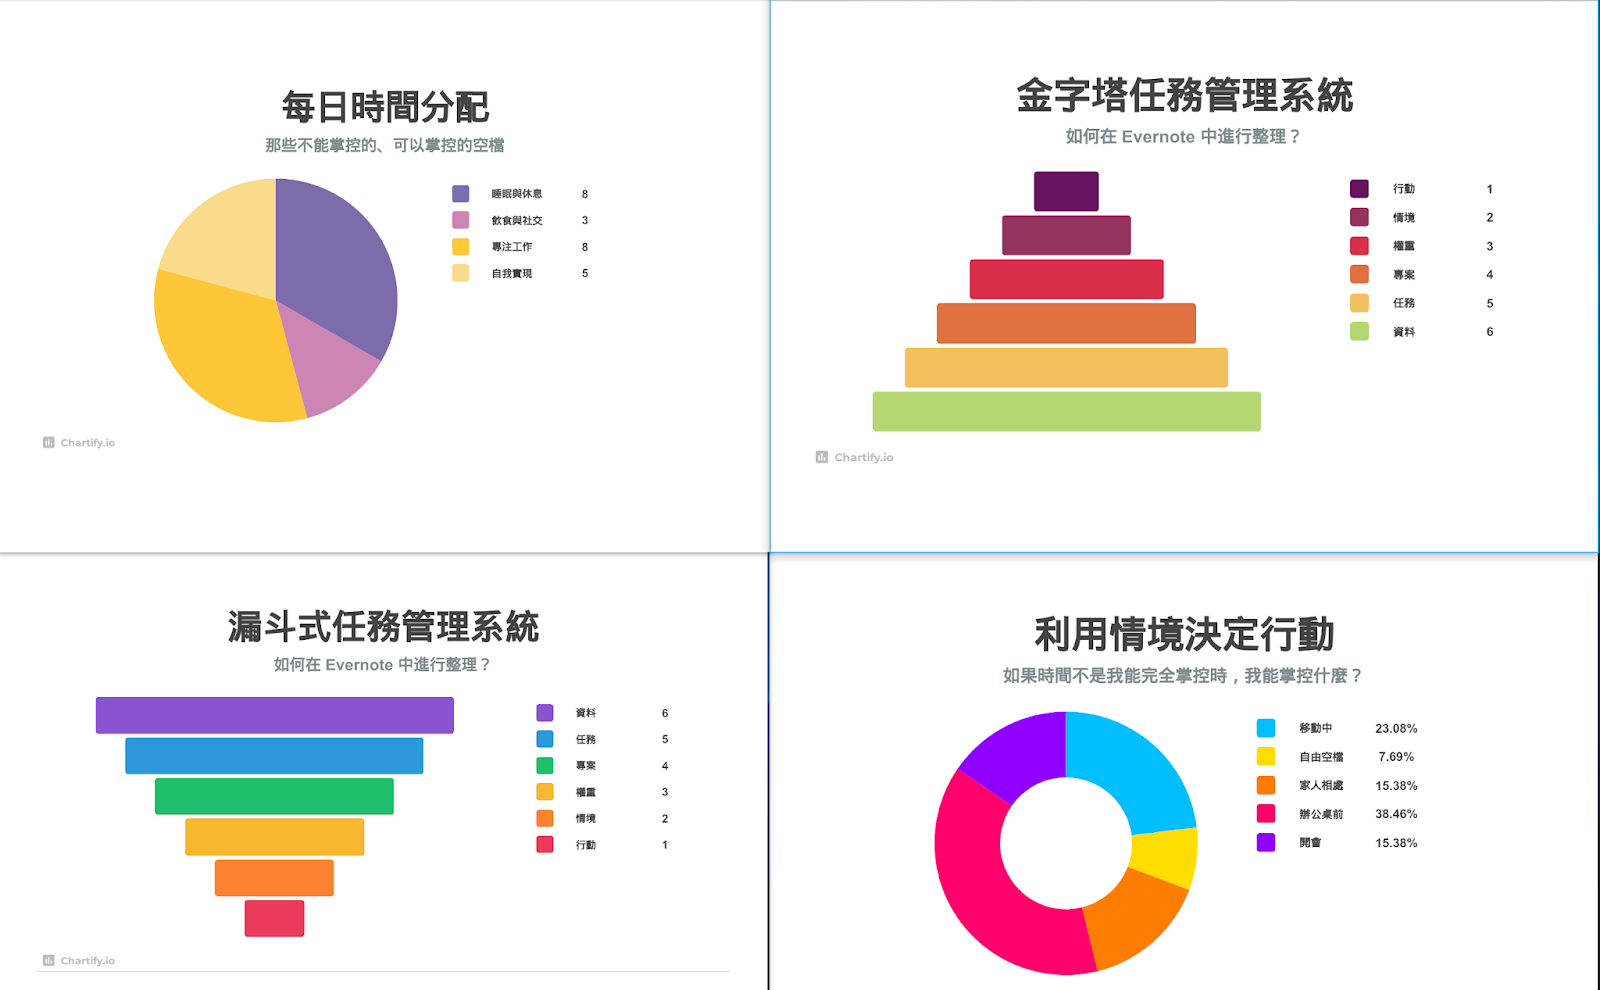 每日時間分配
那些不能掌控的、可以掌控的空檔
睡眠與休息 8
飲食與社交 3
專注工作 8
自我實現 5
Chartify.io
金字塔任務管理系統
如何在 Evernote 中進行整理？
行動 1
情境 2
權重 3
專案 4
任務 5
資料 6
Chartify.io
漏斗式任務管理系統
如何在 Evernote 中進行整理？
資料 6
任務 5
專案 4
權重 3
情境 2
行動 1
Chartify.io
利用情境決定行動
如果時間不是我能完全掌控時，我能掌控什麼？
移動中 23.08%
自由空檔 7.69%
家人相處 15.38%
辦公桌前 38.46%
開會 15.38%